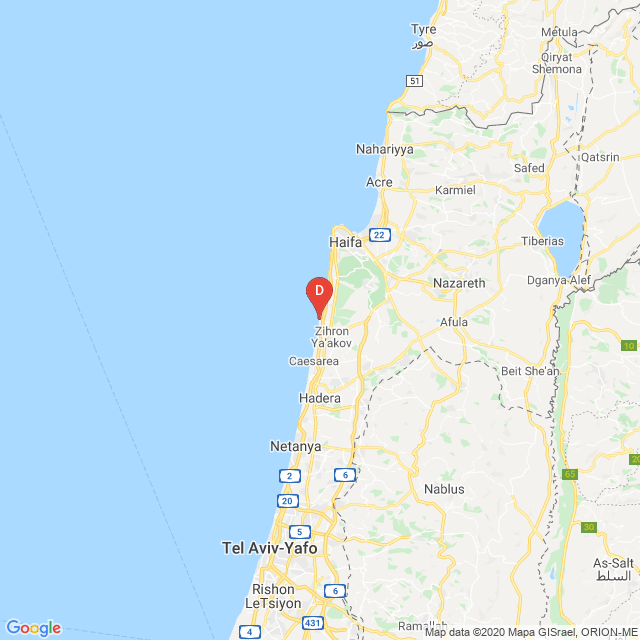 Tyre
صور
Metula
51
Qiryat
Shemona
Nahariyya
Qatsrin
Safed
Acre
Karmiel
22
Haifa
Tiberias
Nazareth
Dganya Alef
D
Afula
Zihron
Ya'akov
10
Caesarea
Beit She'an
Hadera
Netanya
2
6
65
20
Nablus
20
5
30
Tel Aviv-Yafo
As-Salt
السلط
Rishon
LeTsiyon
6
431
4
Ramallah
Google
Map data ©2020 Mapa GISrael, ORION-ME